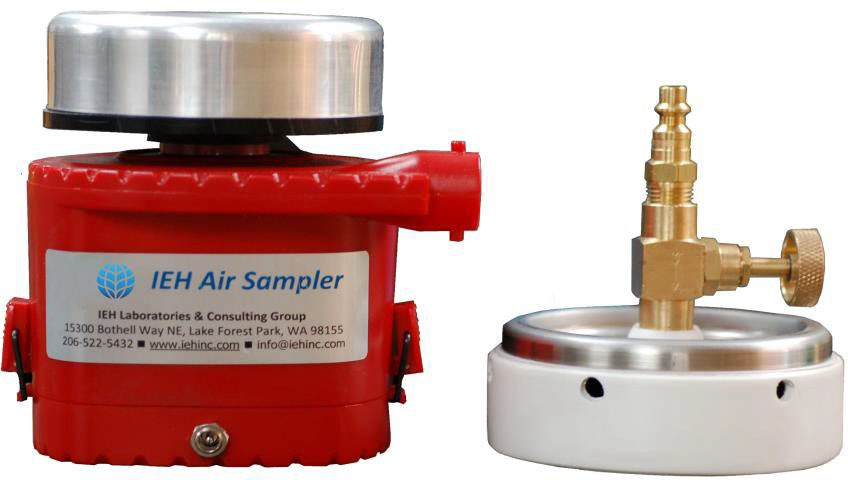 IEH Air Sampler
IEH Laboratories & Consulting Group
15300 Bothell Way NE, Lake Forest Park, WA 98155
206-522-5432 ■ www.iehinc.com ■ info@iehinc.com